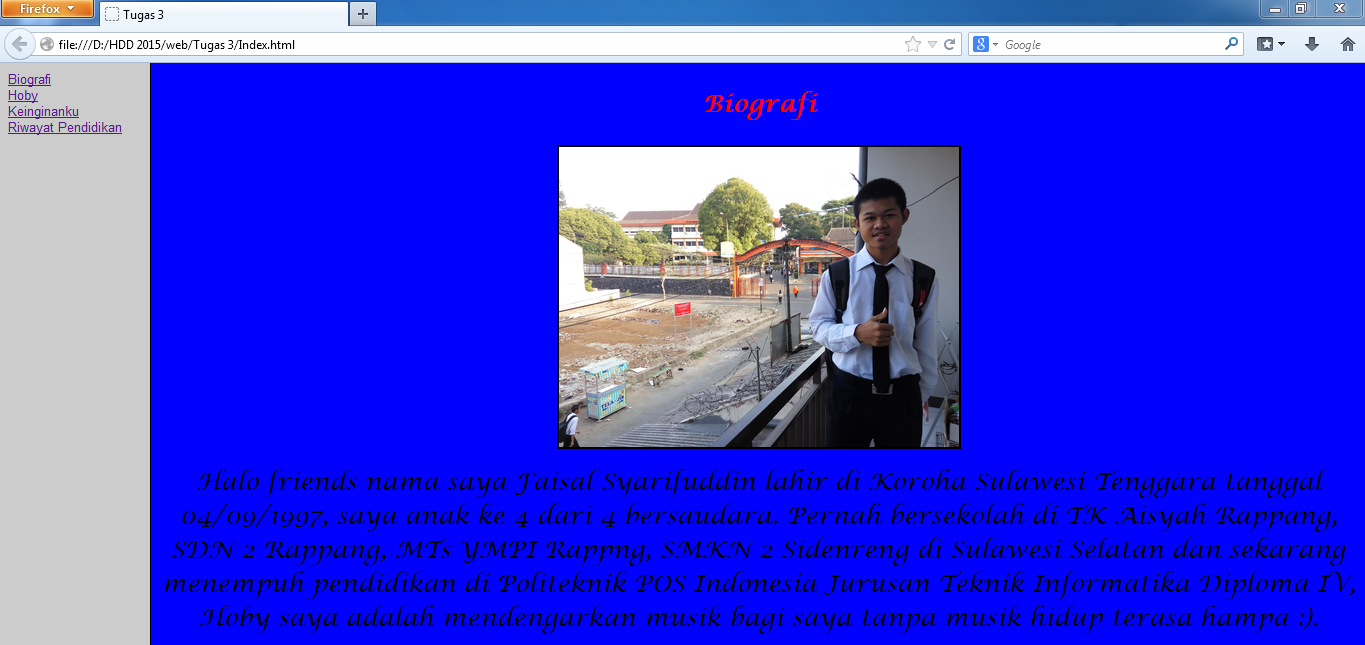 Firefox
Tugas 3
file:///D:/HDD 2015/web/Tugas 3/Index.html
Google
Biografi
Hoby
Keinginanku
Riwayat Pendidikan
Biografi
Halo friends nama saya Faisal Syarifuddin lahir di Koroha Sulawesi Tenggara tanggal
04/09/1997, saya anak ke 4 dari 4 bersaudara. Pernah bersekolah di TK Aisyah Rappang,
SDN 2 Rappang, MTs YMPI Rappng, SMKN 2 Sidenreng di Sulawesi Selatan dan sekarang
menempuh pendidikan di Politeknik POS Indonesia Jurusan Teknik Informatika Diploma IV,
Hoby saya adalah mendengarkan musik bagi saya tanpa musik hidup terasa hampa :).